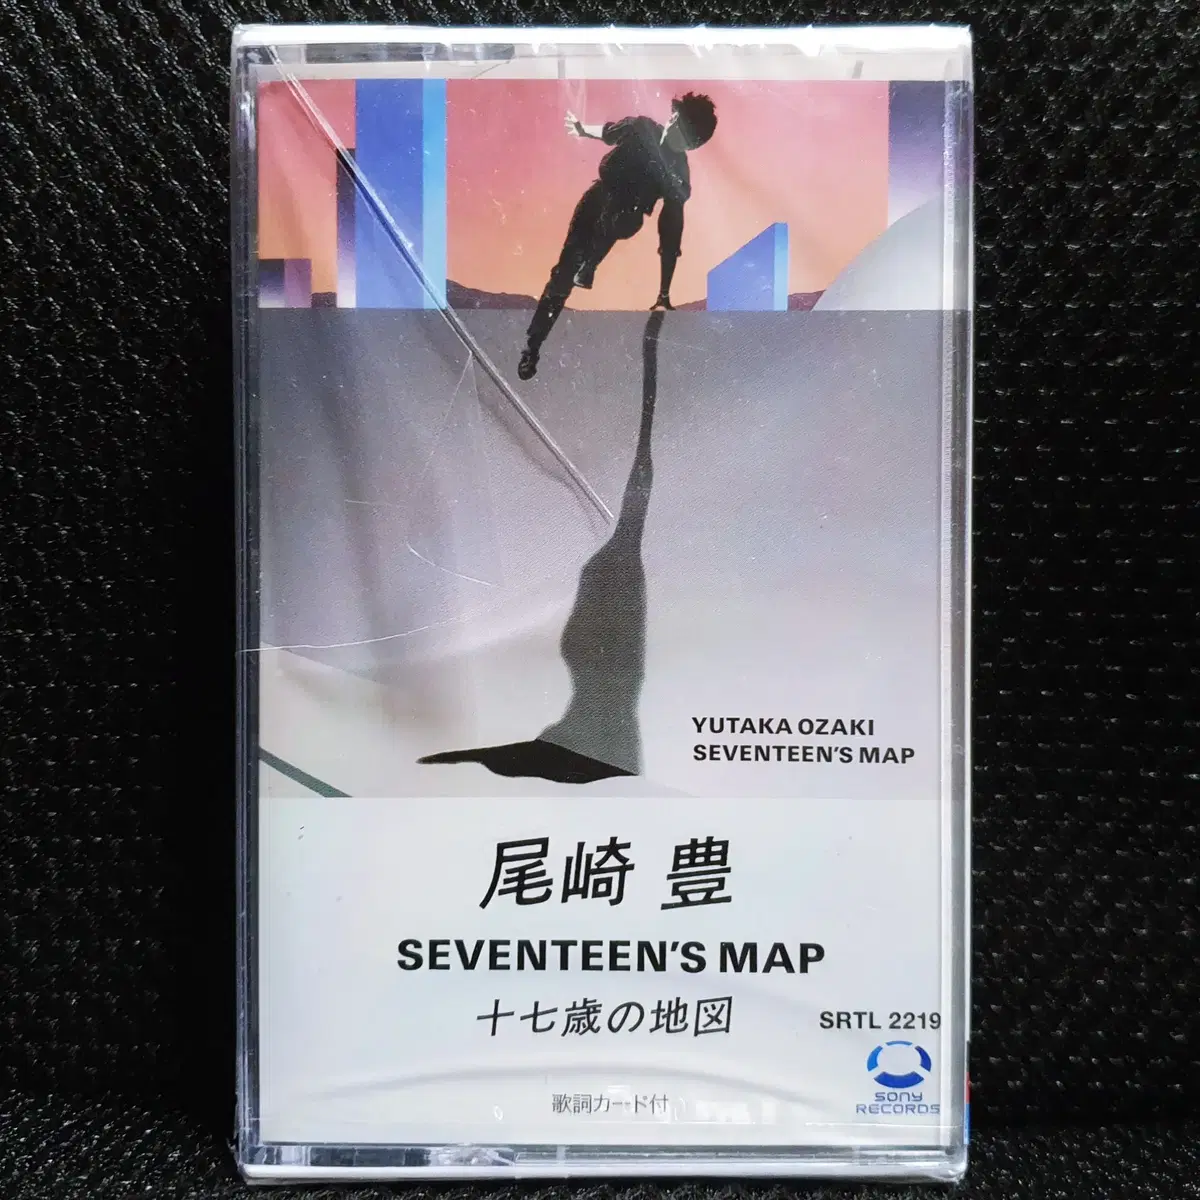 YUTAKA OZAKI
SEVENTEEN'S MAP
尾崎 豊
SEVENTEEN'S MAP
十七歳の地図
SRTL 2219
SONY
RECORDS
歌詞カード付